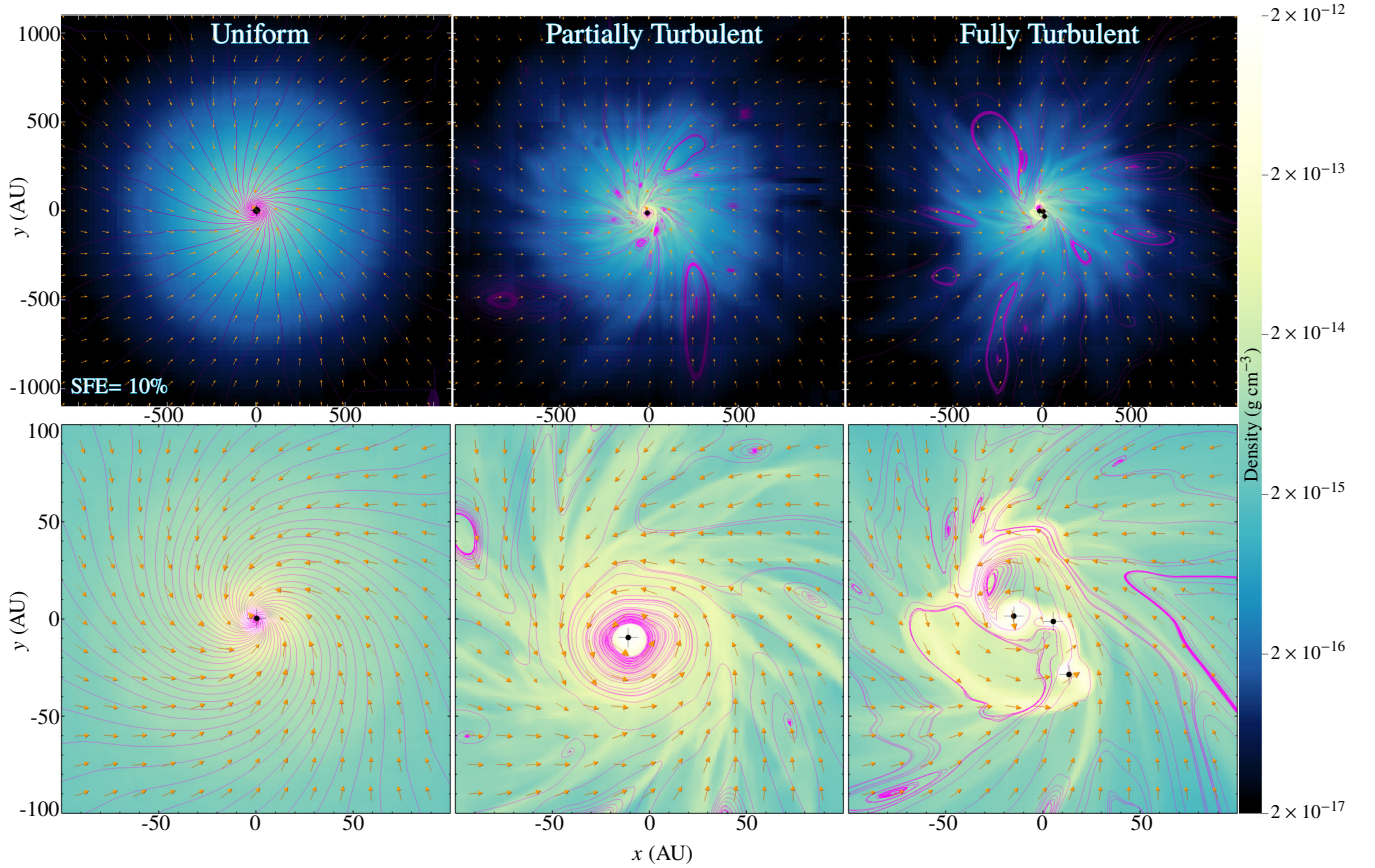 Uniform
Partially Turbulent
Fully Turbulent
SFE= 10%
1000
500
0
-500
-1000
y (AU)
-500
0
500
-500
0
500
-500
0
500
100
50
0
-50
-100
y (AU)
-50
0
50
-50
0
50
-50
0
50
x (AU)
2 × 10⁻¹²
2 × 10⁻¹³
2 × 10⁻¹⁴
2 × 10⁻¹⁵
2 × 10⁻¹⁶
2 × 10⁻¹⁷
Density (g cm⁻³)